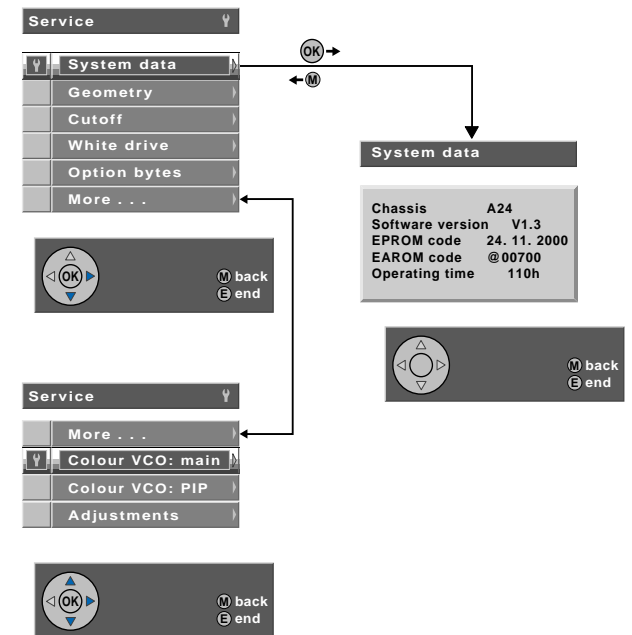 Service
System data
Geometry
Cutoff
White drive
Option bytes
More . . .
OK
M
OK
M back
E end
System data
Chassis A24
Software version V1.3
EPROM code 24. 11. 2000
EAROM code @00700
Operating time 110h
M back
E end
Service
More . . .
Colour VCO: main
Colour VCO: PIP
Adjustments
OK
M back
E end